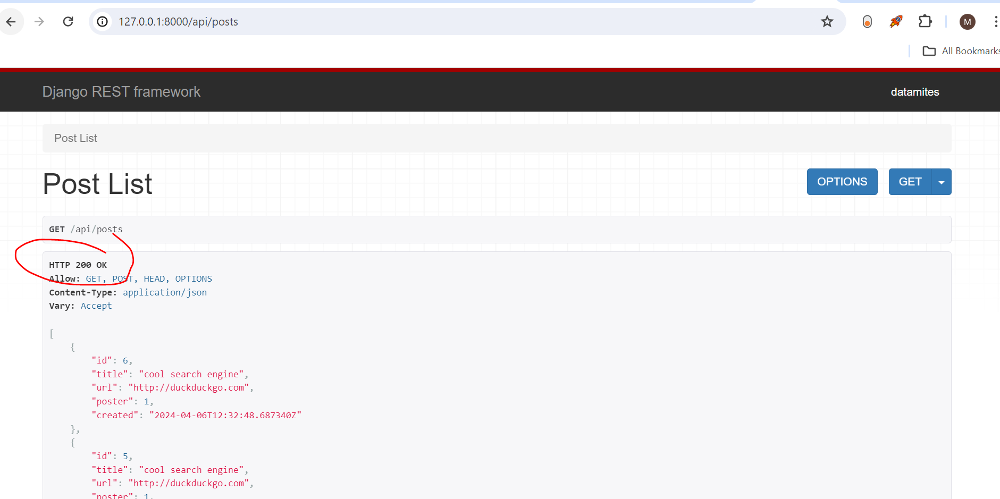 127.0.0.1:8000/api/posts
M
All Bookmarks
Django REST framework
datamites
Post List
Post List
OPTIONS
GET
GET /api/posts
HTTP 200 OK
Allow: GET, POST, HEAD, OPTIONS
Content-Type: application/json
Vary: Accept
[
{
"id": 6,
"title": "cool search engine",
"url": "http://duckduckgo.com",
"poster": 1,
"created": "2024-04-06T12:32:48.687340Z"
},
{
"id": 5,
"title": "cool search engine",
"url": "http://duckduckgo.com",
"poster": 1,